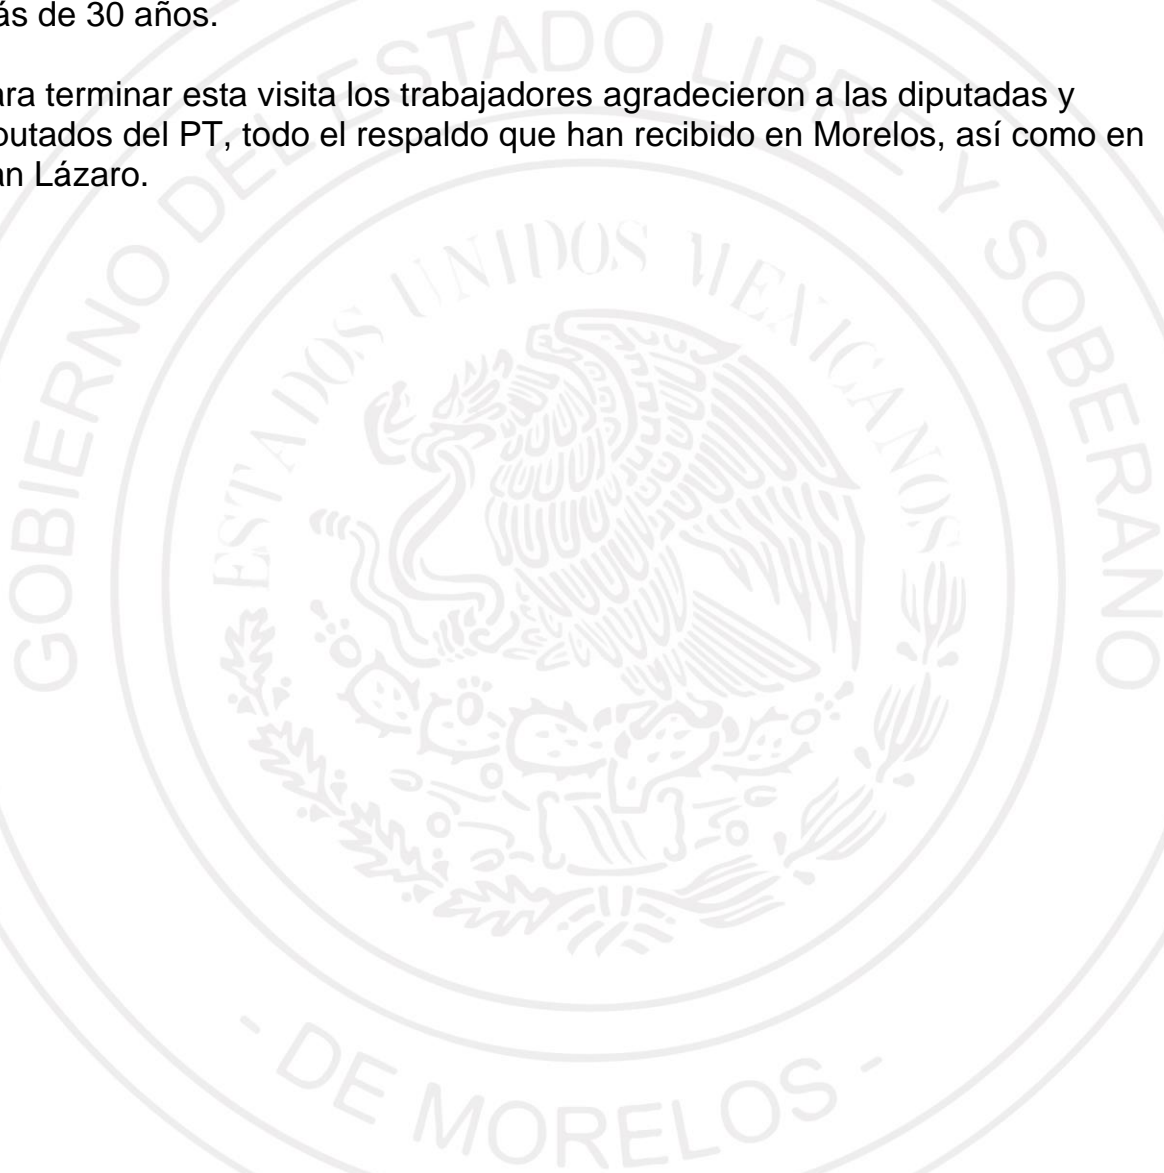 ás de 30 años.
ara terminar esta visita los trabajadores agradecieron a las diputadas y
putados del PT, todo el respaldo que han recibido en Morelos, así como en
an Lázaro.
GOBIERNO DEL ESTADO LIBRE Y SOBERANO
ESTADOS UNIDOS MEXICANOS
- DE MORELOS -